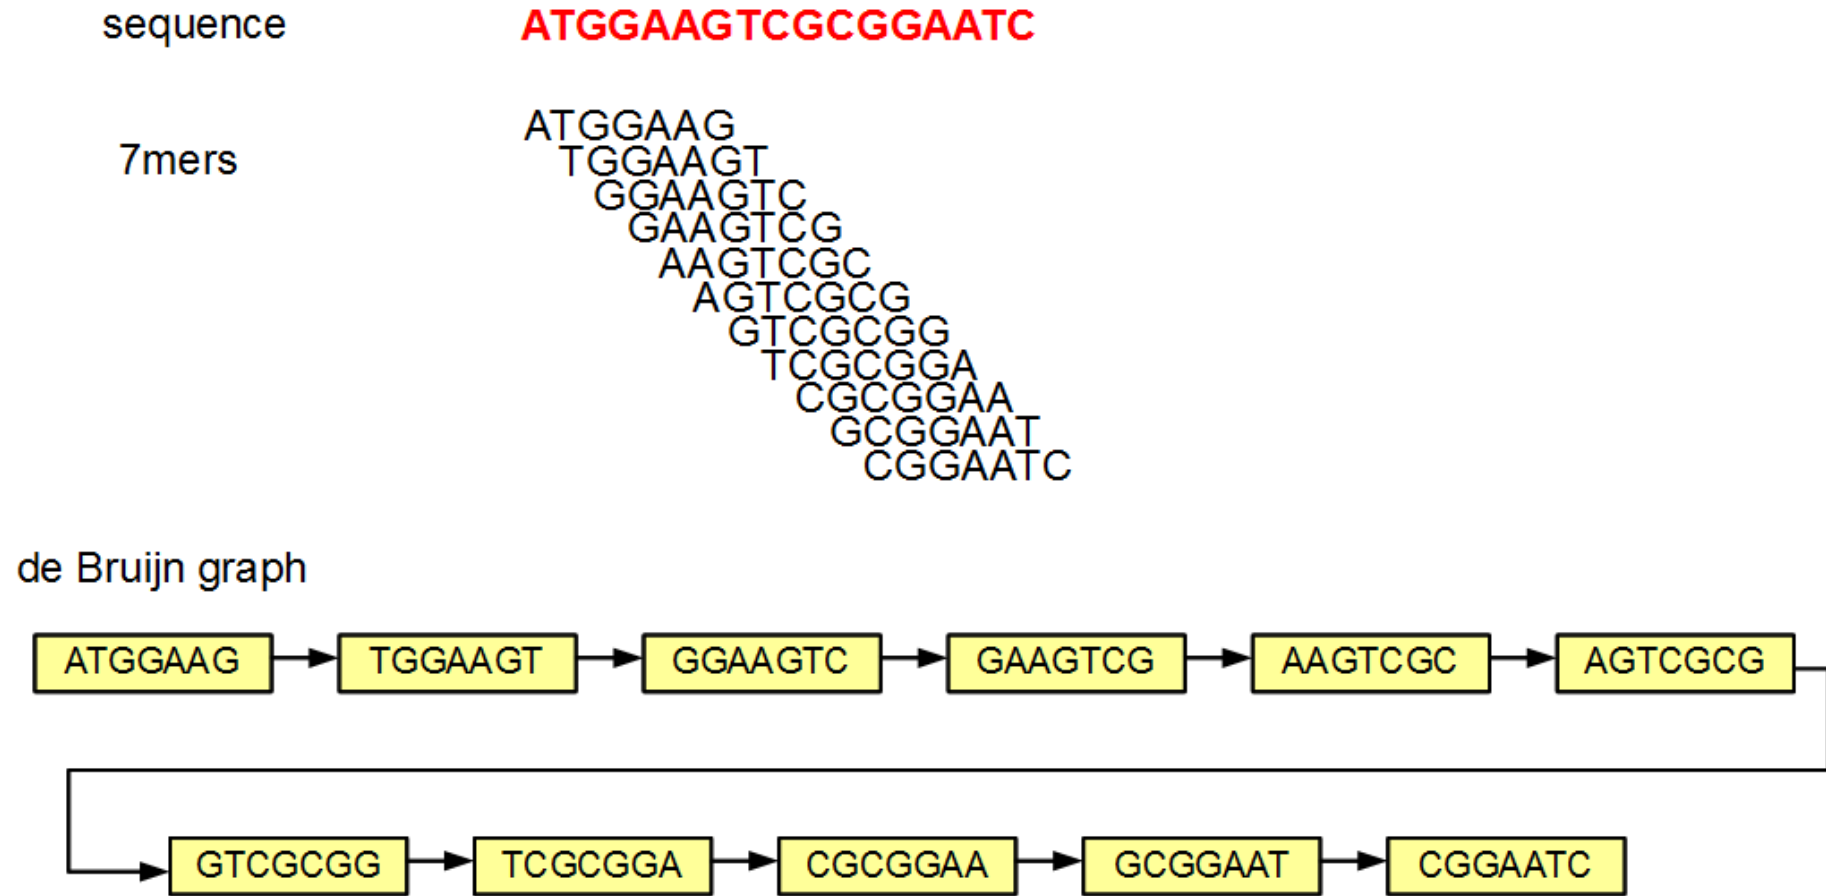 sequence ATGGAAGTCGCGGAATC
ATGGAAG
7mers TGGAAGT
GGAAGTC
GAAGTCG
AAGTCGC
AGTCGCG
GTCGCGG
TCGCGGA
CGCGGAA
GCGGAAT
CGGAATC
de Bruijn graph
ATGGAAG TGGAAGT GGAAGTC GAAGTCG AAGTCGC AGTCGCG
GTCGCGG TCGCGGA CGCGGAA GCGGAAT CGGAATC